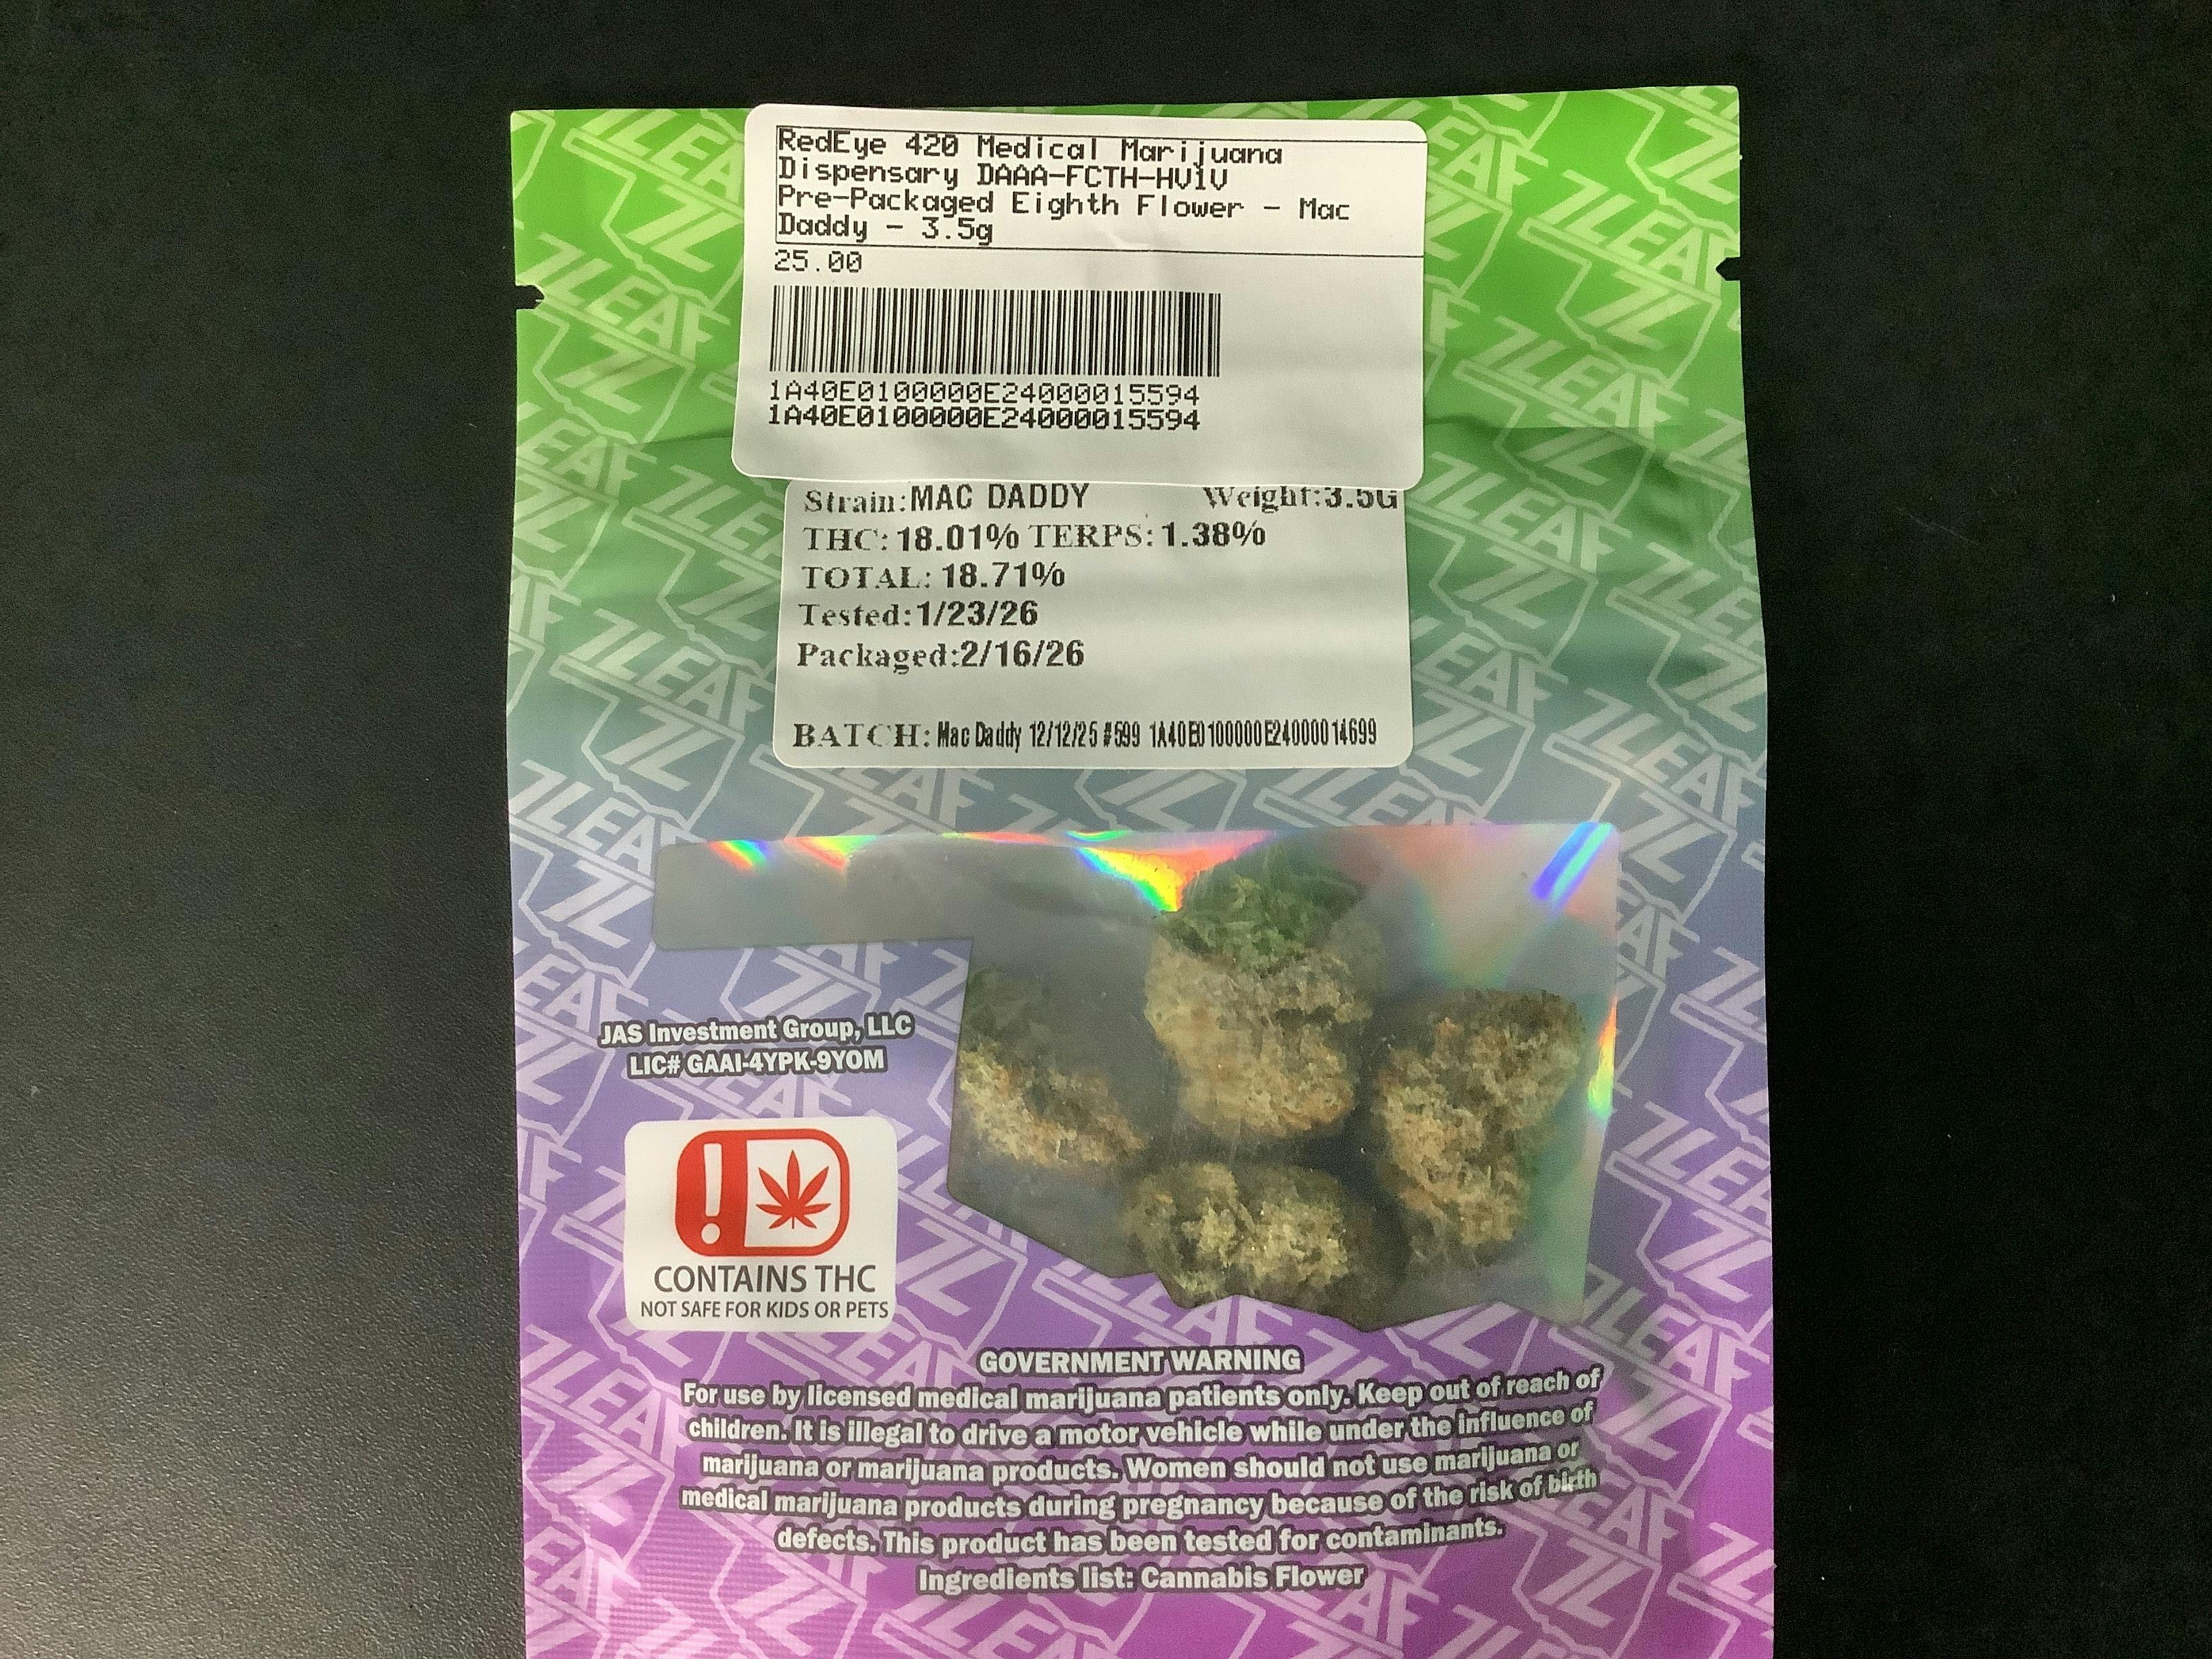 RedEye 420 Medical Marijuana
Dispensary DAAA-FCTH-HV1V
Pre-Packaged Eighth Flower - Mac
Daddy - 3.5g
25.00
1A40E0100000E24000015594
1A40E0100000E24000015594
Strain:MAC DADDY Weight:3.5G
THC: 18.01% TERPS: 1.38%
TOTAL: 18.71%
Tested:1/23/26
Packaged:2/16/26
BATCH: Mac Daddy 12/12/25 #599 1A40E0100000E24000014699
JAS Investment Group, LLC
LIC# GAAI-4YPK-9YOM
CONTAINS THC
NOT SAFE FOR KIDS OR PETS
GOVERNMENT WARNING
For use by licensed medical marijuana patients only. Keep out of reach of
children. It is illegal to drive a motor vehicle while under the influence of
marijuana or marijuana products. Women should not use marijuana or
medical marijuana products during pregnancy because of the risk of birth
defects. This product has been tested for contaminants.
Ingredients list: Cannabis Flower
7LEAF
7L